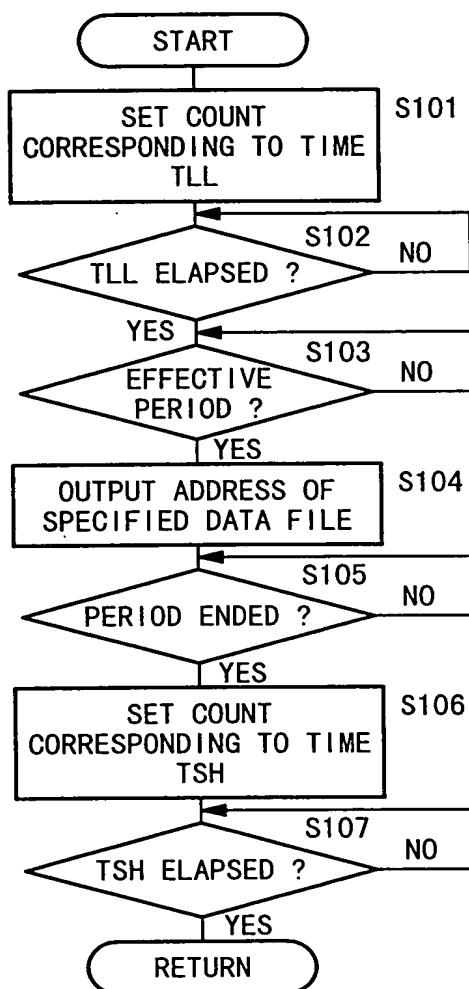 START
S101
SET COUNT
CORRESPONDING TO TIME
TLL
S102
TLL ELAPSED ?
NO
YES
S103
EFFECTIVE
PERIOD ?
NO
YES
S104
OUTPUT ADDRESS OF
SPECIFIED DATA FILE
S105
PERIOD ENDED ?
NO
YES
S106
SET COUNT
CORRESPONDING TO TIME
TSH
S107
TSH ELAPSED ?
NO
YES
RETURN